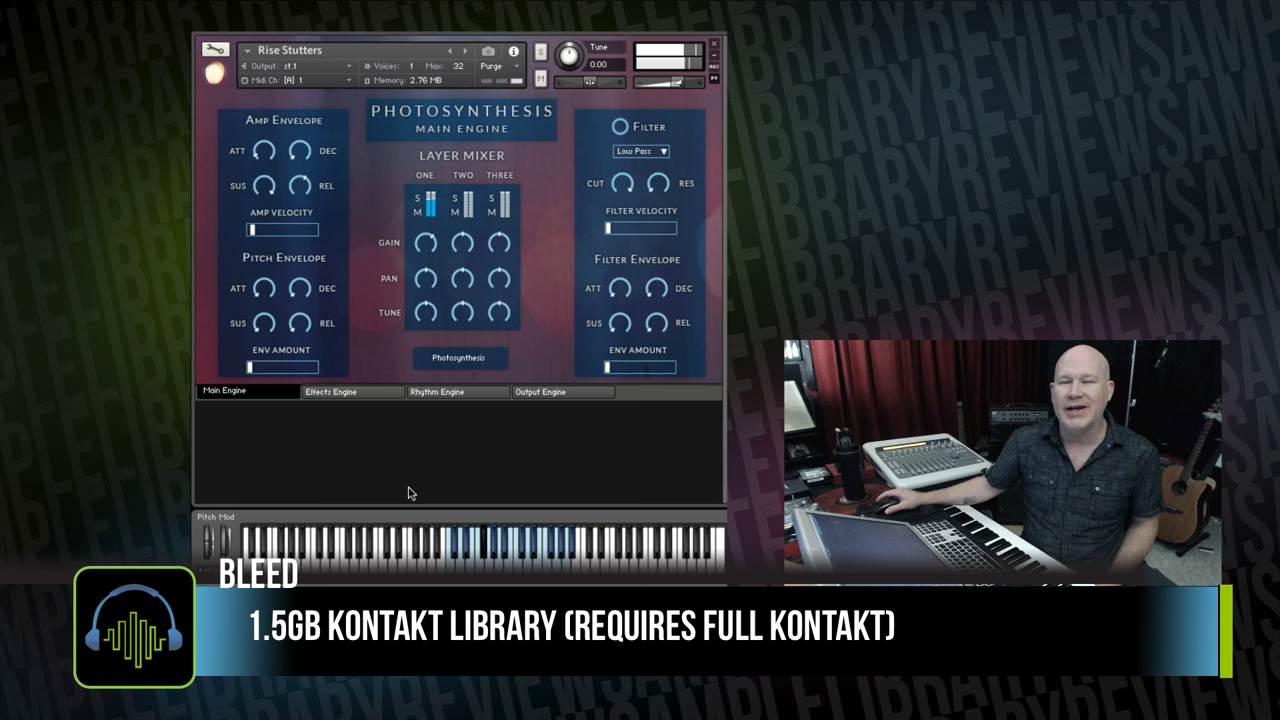 Rise Stutters
Output: st.1
Voices: 1 Max: 32 Purge
Midi Ch: [A] 1
Memory: 2.76 MB
S
M
Tune
0.00
L R
AUX
PV
PHOTOSYNTHESIS
MAIN ENGINE
AMP ENVELOPE
ATT DEC
SUS REL
AMP VELOCITY
PITCH ENVELOPE
ATT DEC
SUS REL
ENV AMOUNT
LAYER MIXER
ONE TWO THREE
S S S
M M M
GAIN
PAN
TUNE
Photosynthesis
FILTER
Low Pass
CUT RES
FILTER VELOCITY
FILTER ENVELOPE
ATT DEC
SUS REL
ENV AMOUNT
Main Engine Effects Engine Rhythm Engine Output Engine
Pitch Mod
BLEED
1.5GB KONTAKT LIBRARY (REQUIRES FULL KONTAKT)